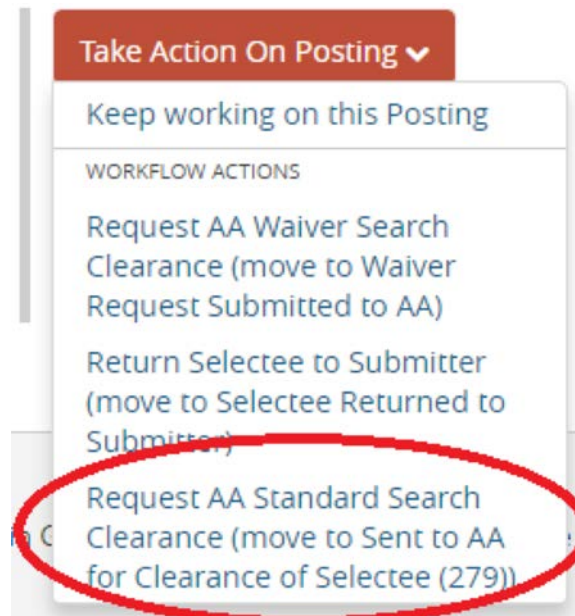 Take Action On Posting
Keep working on this Posting
WORKFLOW ACTIONS
Request AA Waiver Search
Clearance (move to Waiver
Request Submitted to AA)
Return Selectee to Submitter
(move to Selectee Returned to
Submitter)
Request AA Standard Search
Clearance (move to Sent to AA
for Clearance of Selectee (279))